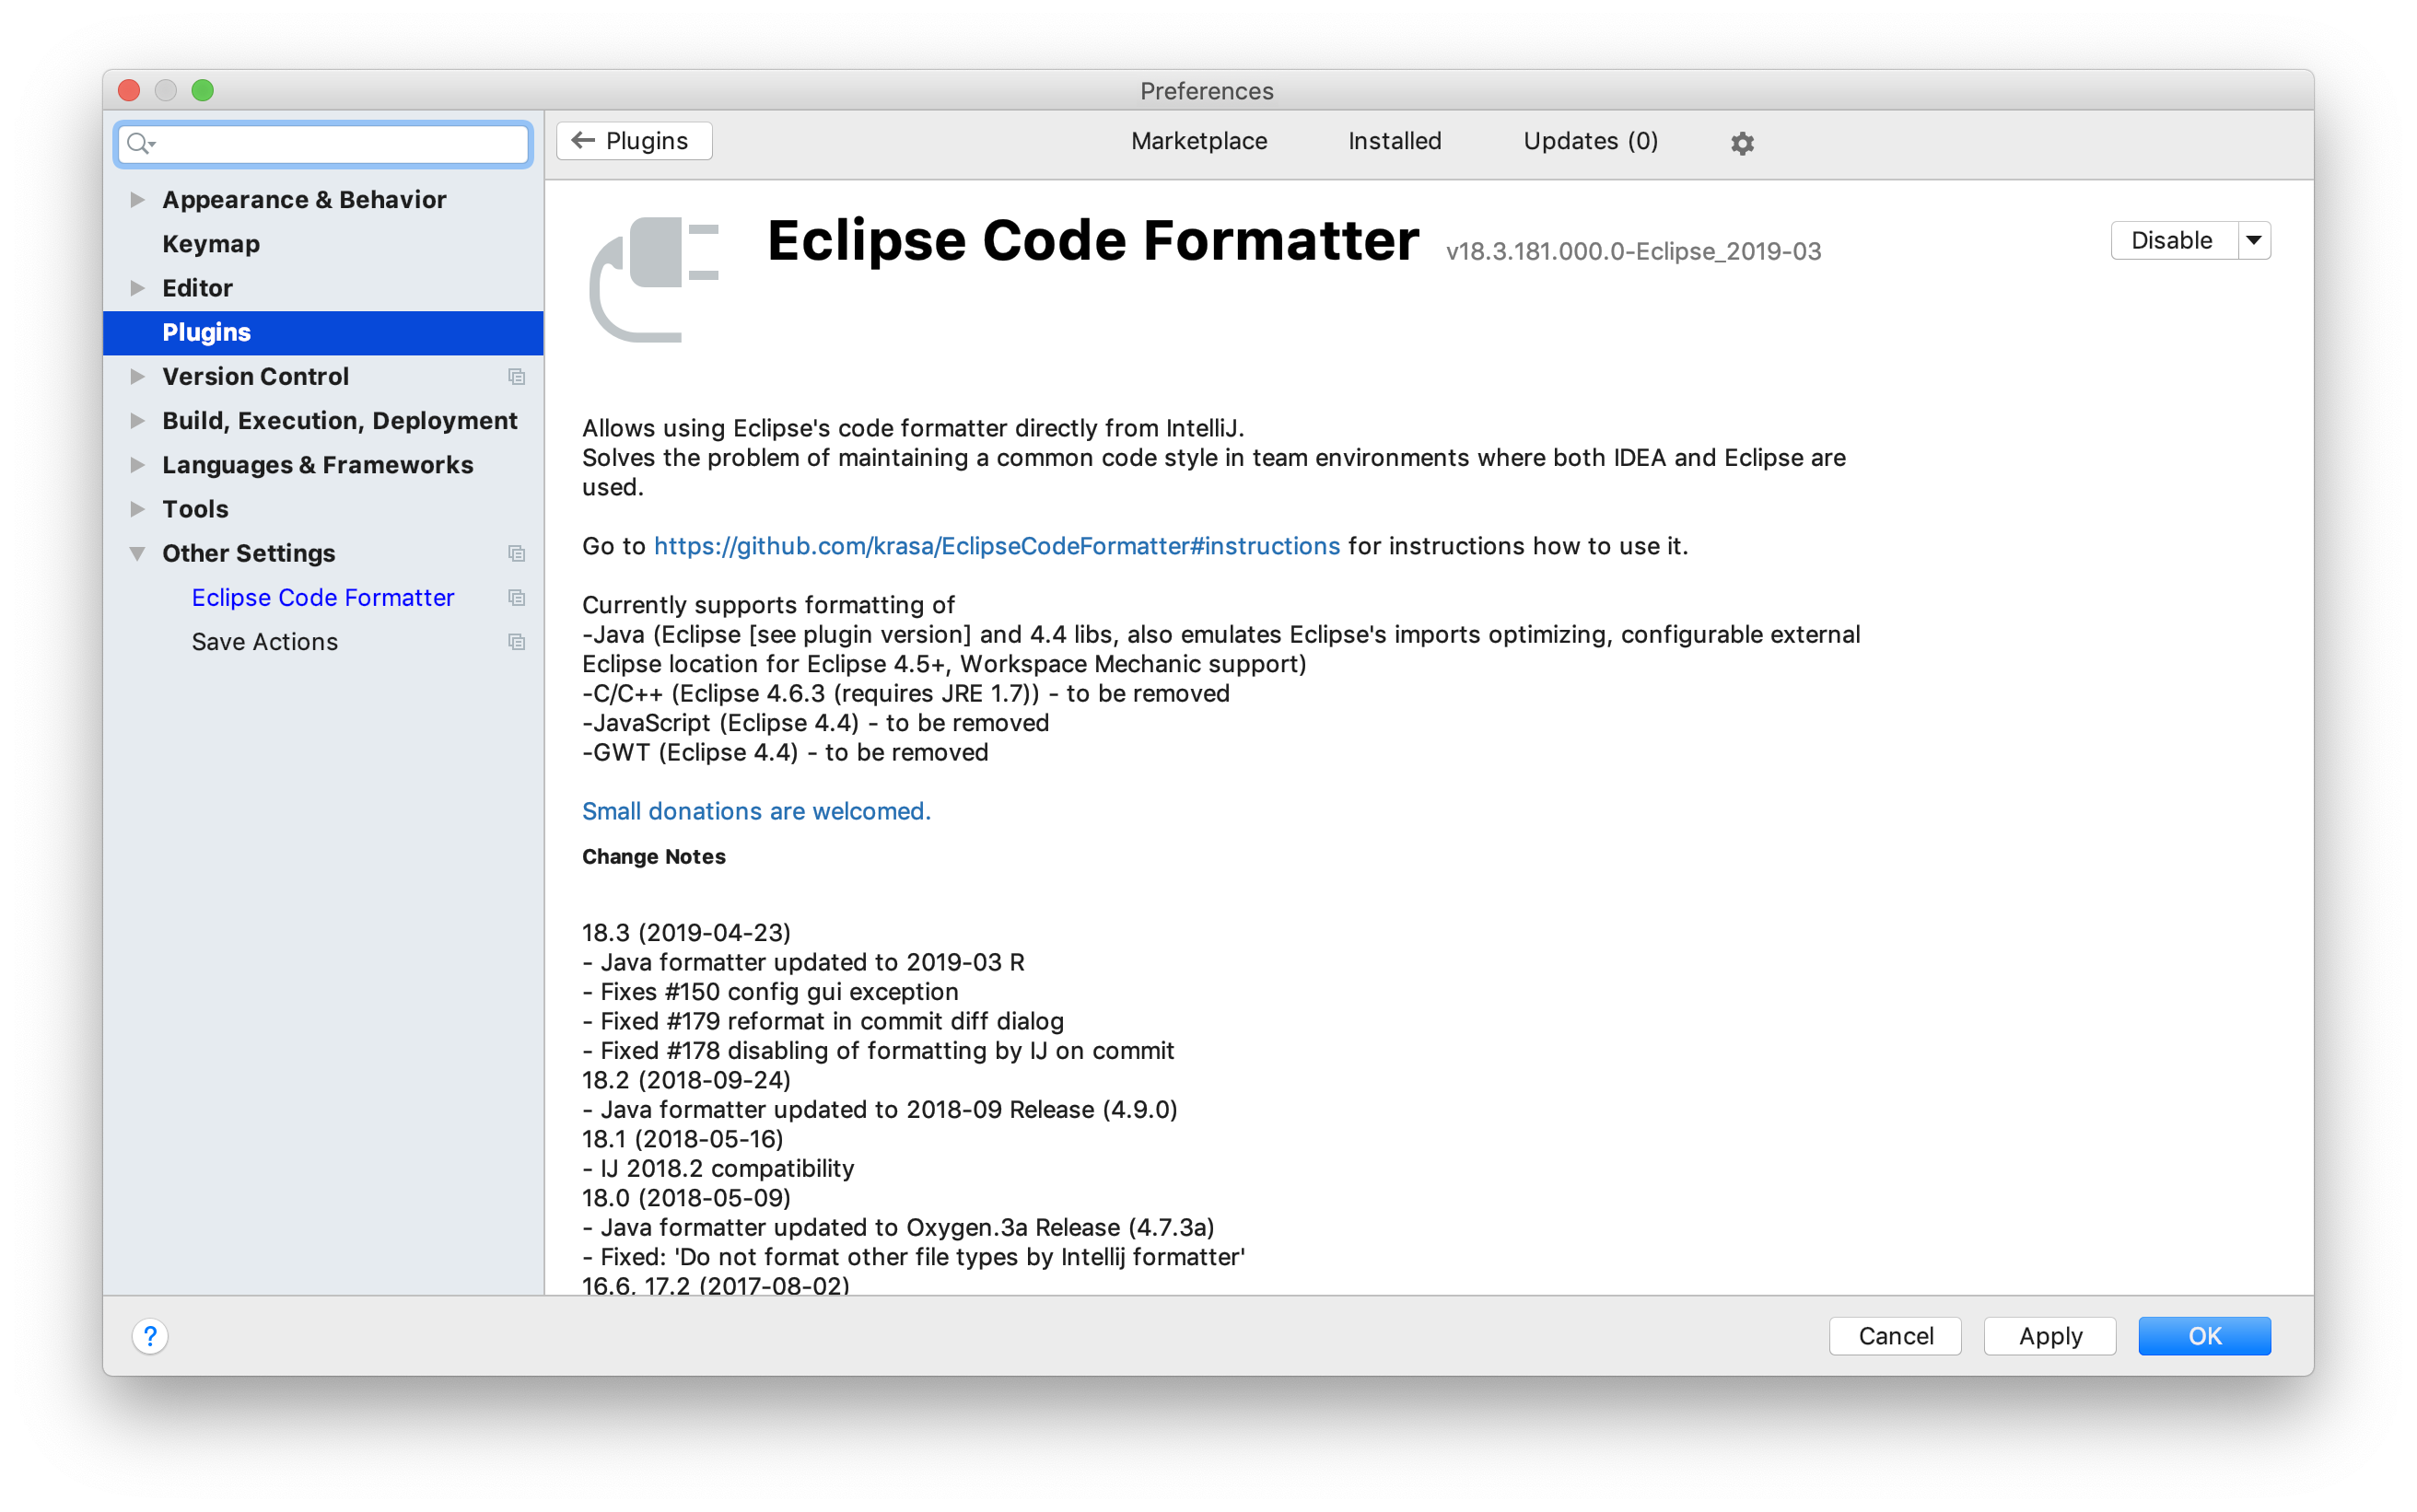 Preferences
Plugins
Marketplace
Installed
Updates (0)
Appearance & Behavior
Keymap
Editor
Plugins
Version Control
Build, Execution, Deployment
Languages & Frameworks
Tools
Other Settings
Eclipse Code Formatter
Save Actions
Eclipse Code Formatter v18.3.181.000.0-Eclipse_2019-03
Disable
Allows using Eclipse's code formatter directly from IntelliJ.
Solves the problem of maintaining a common code style in team environments where both IDEA and Eclipse are
used.
Go to https://github.com/krasa/EclipseCodeFormatter#instructions for instructions how to use it.
Currently supports formatting of
-Java (Eclipse [see plugin version] and 4.4 libs, also emulates Eclipse's imports optimizing, configurable external
Eclipse location for Eclipse 4.5+, Workspace Mechanic support)
-C/C++ (Eclipse 4.6.3 (requires JRE 1.7)) - to be removed
-JavaScript (Eclipse 4.4) - to be removed
-GWT (Eclipse 4.4) - to be removed
Small donations are welcomed.
Change Notes
18.3 (2019-04-23)
- Java formatter updated to 2019-03 R
- Fixes #150 config gui exception
- Fixed #179 reformat in commit diff dialog
- Fixed #178 disabling of formatting by IJ on commit
18.2 (2018-09-24)
- Java formatter updated to 2018-09 Release (4.9.0)
18.1 (2018-05-16)
- IJ 2018.2 compatibility
18.0 (2018-05-09)
- Java formatter updated to Oxygen.3a Release (4.7.3a)
- Fixed: 'Do not format other file types by Intellij formatter'
16.6, 17.2 (2017-08-02)
?
Cancel
Apply
OK